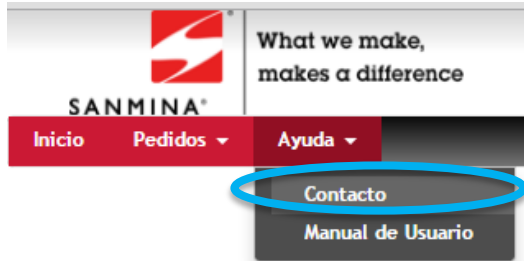 What we make,
makes a difference
SANMINA®
Inicio Pedidos Ayuda
Contacto
Manual de Usuario